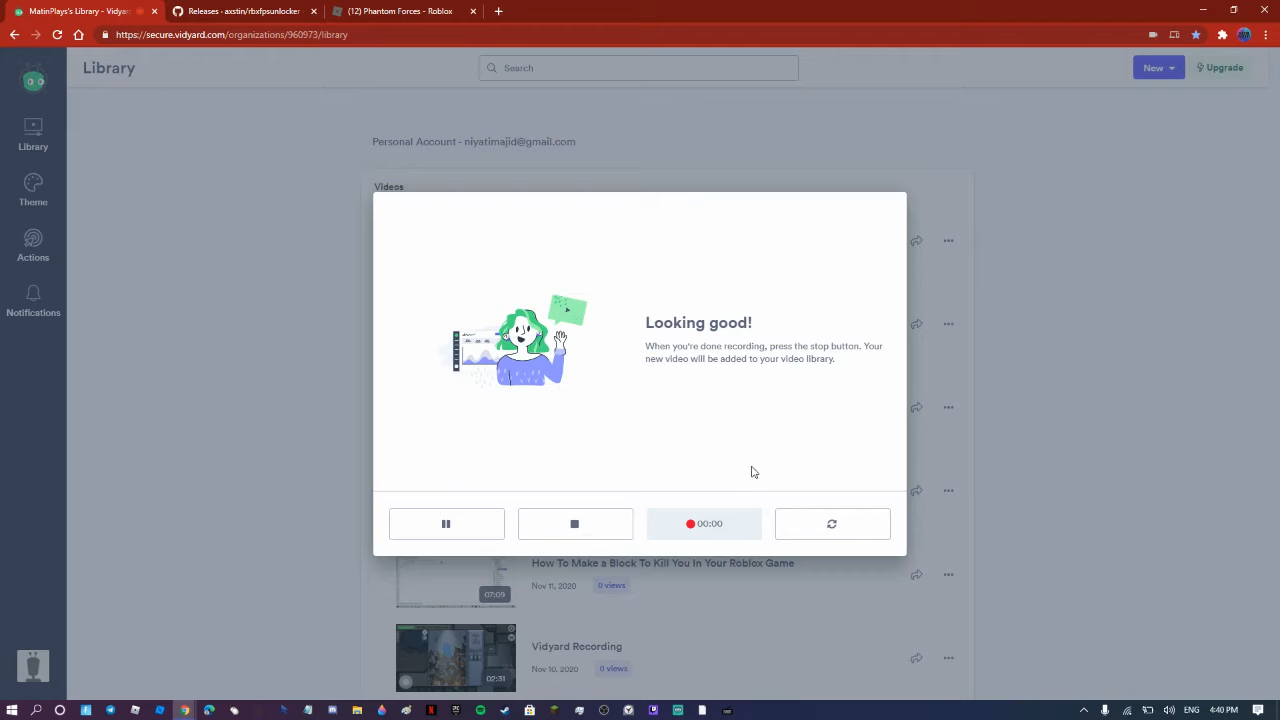 MatinPlays's Library - Vidyar
Releases · axstin/rbxfpsunlocker
(12) Phantom Forces - Roblox
https://secure.vidyard.com/organizations/960973/library
Library
Search
New
Upgrade
Library
Theme
Actions
Notifications
Personal Account - niyatimajid@gmail.com
Videos
Looking good!
When you're done recording, press the stop button. Your
new video will be added to your video library.
00:00
How To Make a Block To Kill You In Your Roblox Game
Nov 11, 2020
0 views
07:09
Vidyard Recording
Nov 10, 2020
0 views
02:31
ENG
4:40 PM